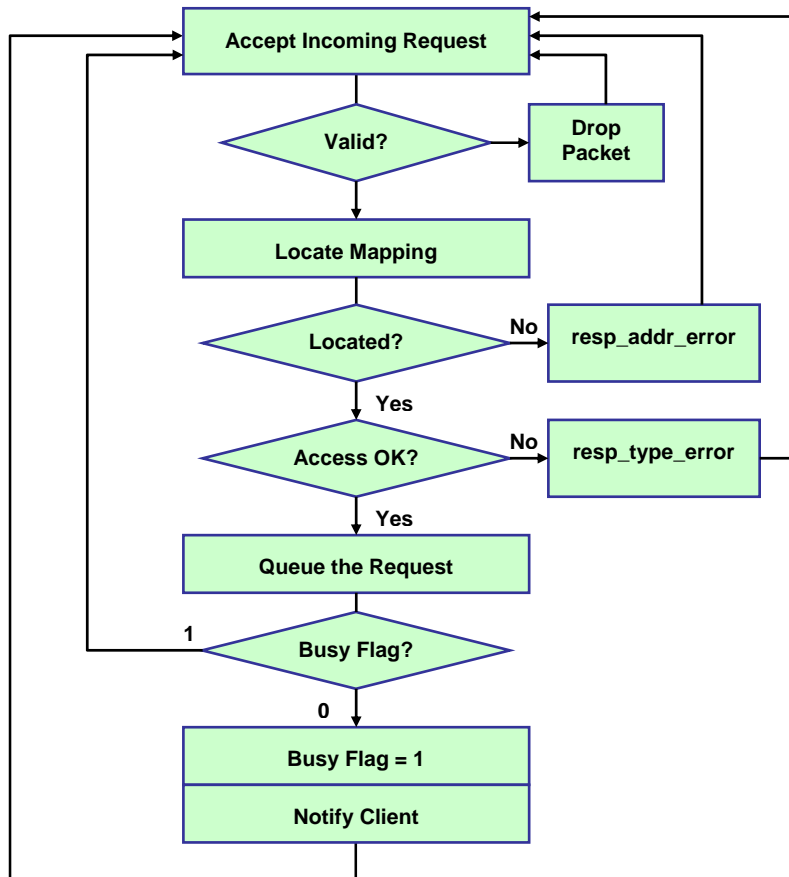 Accept Incoming Request
Valid?
Drop
Packet
Locate Mapping
Located?
No
resp_addr_error
Yes
Access OK?
No
resp_type_error
Yes
Queue the Request
1
Busy Flag?
0
Busy Flag = 1
Notify Client